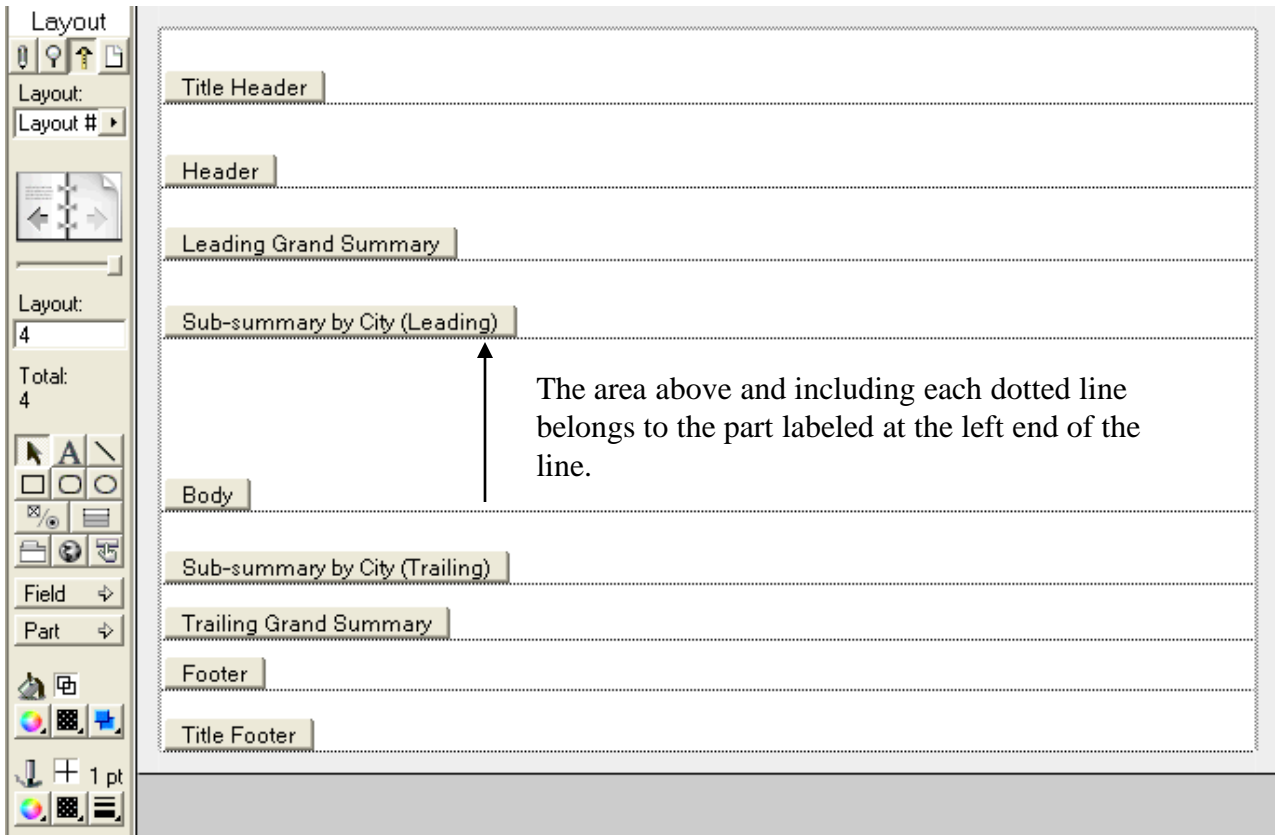 Layout
Layout:
Layout #
Layout:
4
Total:
4
A
Field
Part
1 pt
Title Header
Header
Leading Grand Summary
Sub-summary by City (Leading)
The area above and including each dotted line
belongs to the part labeled at the left end of the
line.
Body
Sub-summary by City (Trailing)
Trailing Grand Summary
Footer
Title Footer